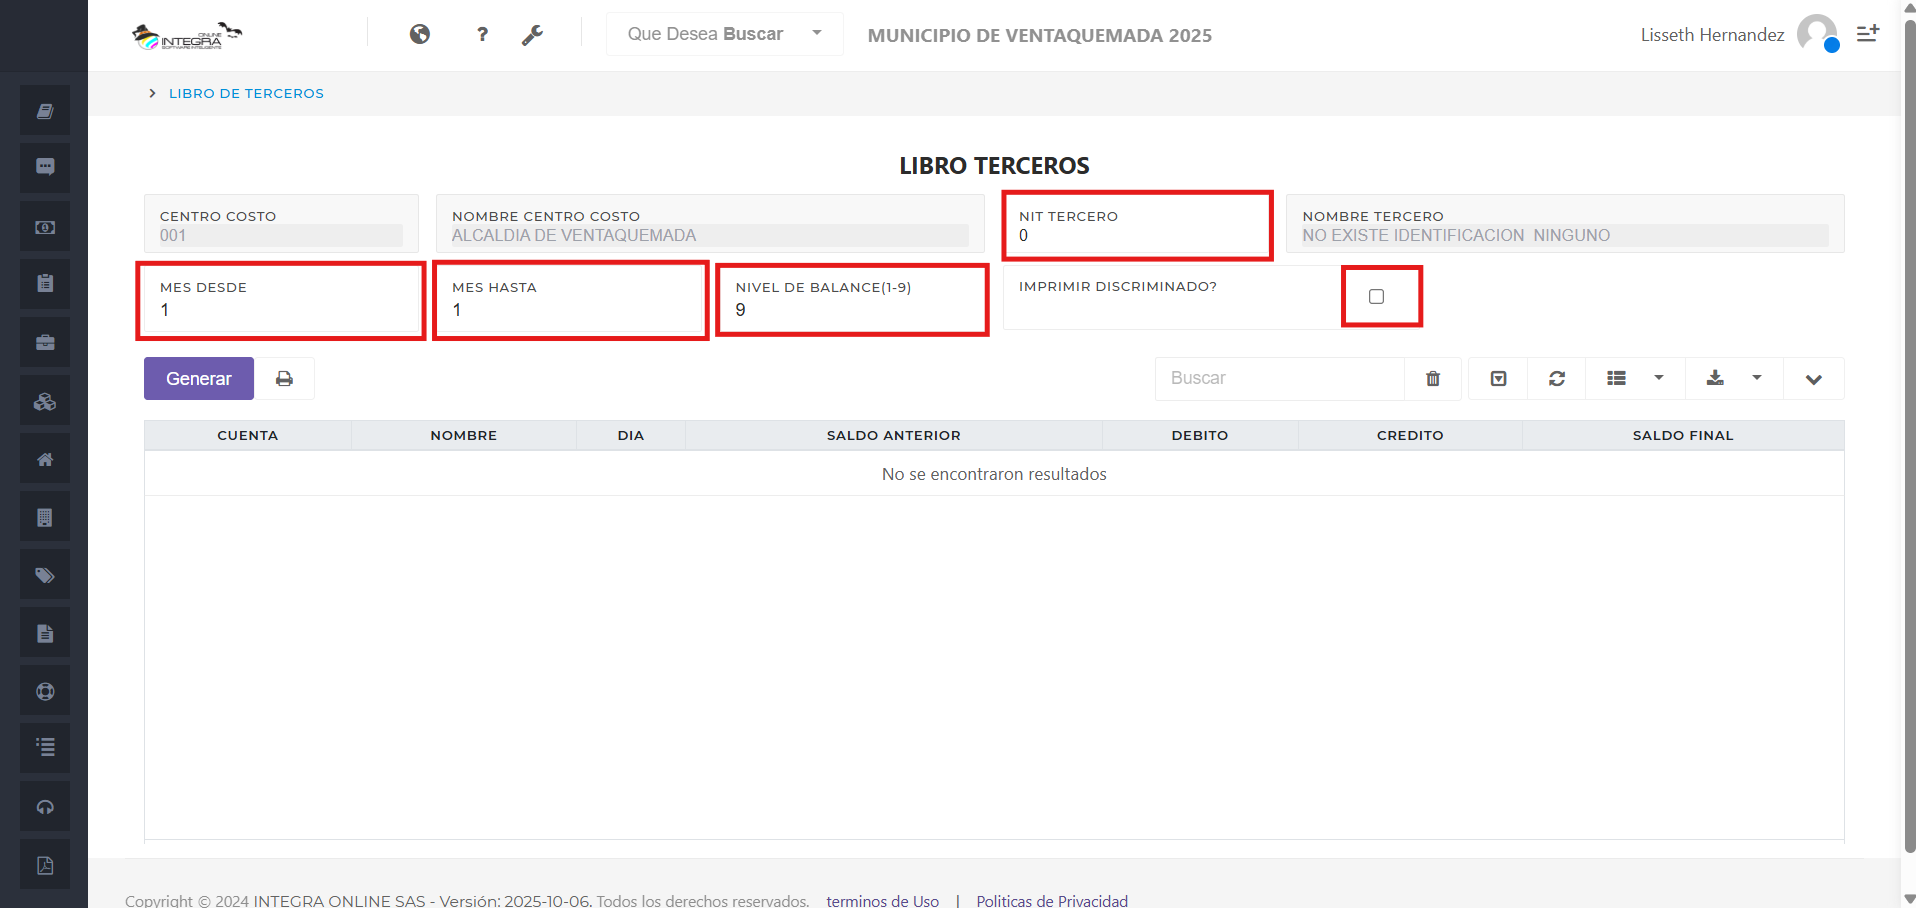 ONLINE
INTEGRA
SOFTWARE INTELIGENTE
?
Que Desea Buscar
MUNICIPIO DE VENTAQUEMADA 2025
Lisseth Hernandez
LIBRO DE TERCEROS
LIBRO TERCEROS
CENTRO COSTO
001
NOMBRE CENTRO COSTO
ALCALDIA DE VENTAQUEMADA
NIT TERCERO
0
NOMBRE TERCERO
NO EXISTE IDENTIFICACION  NINGUNO
MES DESDE
1
MES HASTA
1
NIVEL DE BALANCE(1-9)
9
IMPRIMIR DISCRIMINADO?
Generar
Buscar
CUENTA NOMBRE DIA SALDO ANTERIOR DEBITO CREDITO SALDO FINAL
No se encontraron resultados
Copyright © 2024 INTEGRA ONLINE SAS - Versión: 2025-10-06. Todos los derechos reservados. terminos de Uso | Politicas de Privacidad